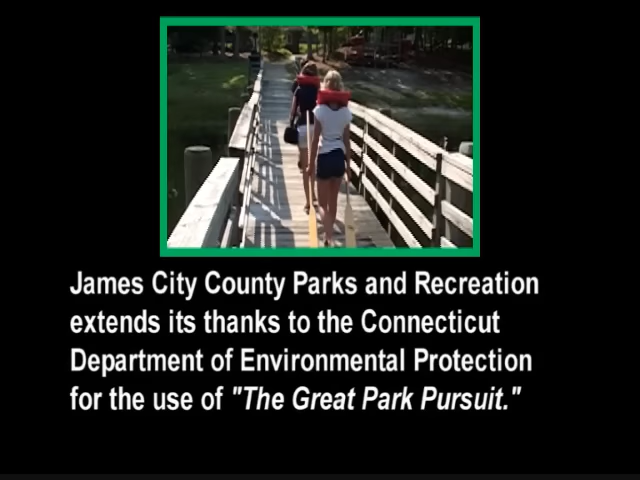 James City County Parks and Recreation
extends its thanks to the Connecticut
Department of Environmental Protection
for the use of "The Great Park Pursuit."